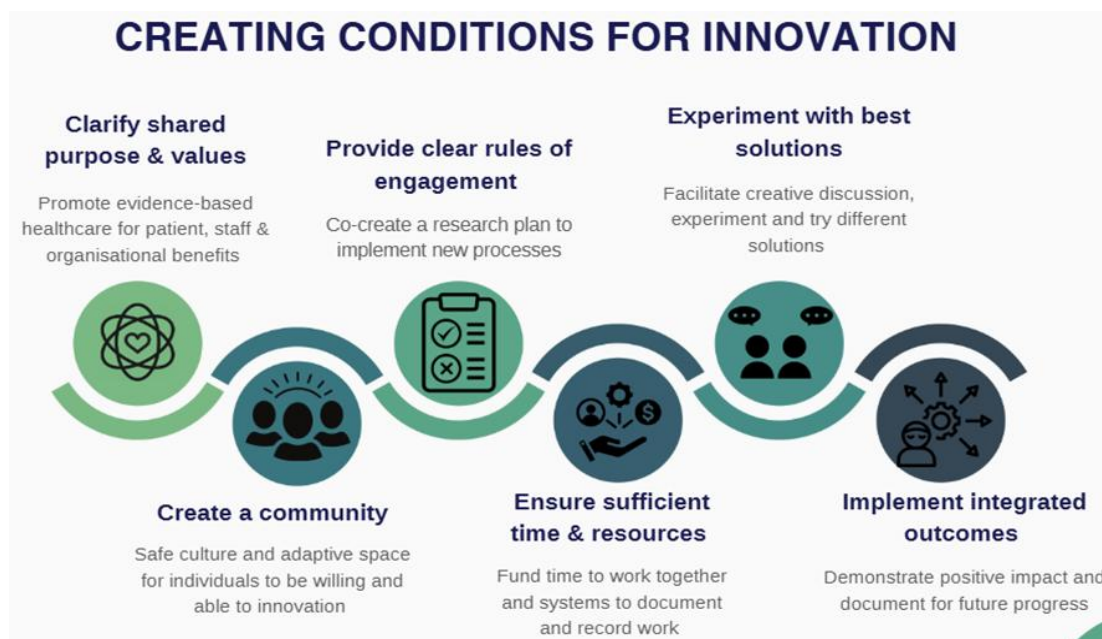 CREATING CONDITIONS FOR INNOVATION
Clarify shared
purpose & values
Promote evidence-based
healthcare for patient, staff &
organisational benefits
Create a community
Safe culture and adaptive space
for individuals to be willing and
able to innovation
Provide clear rules of
engagement
Co-create a research plan to
implement new processes
Ensure sufficient
time & resources
Fund time to work together
and systems to document
and record work
Experiment with best
solutions
Facilitate creative discussion,
experiment and try different
solutions
Implement integrated
outcomes
Demonstrate positive impact and
document for future progress